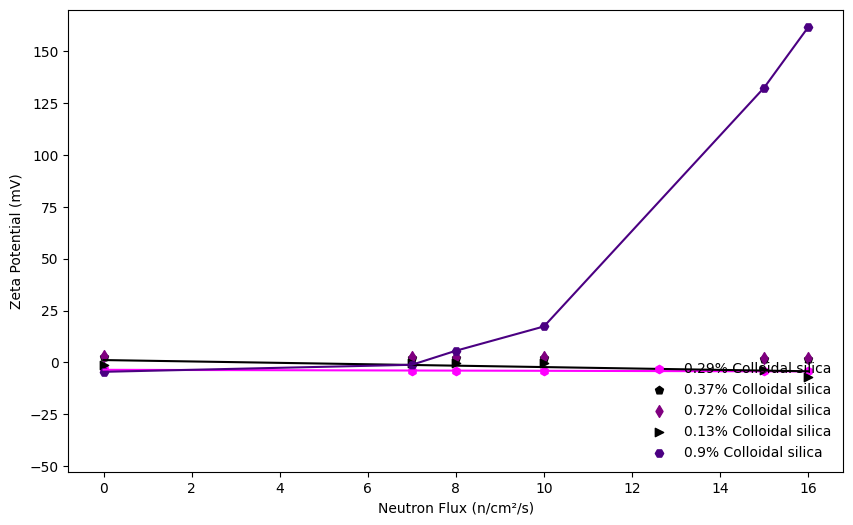 150
125
100
75
50
25
0
−25
−50
Zeta Potential (mV)
0.29% Colloidal silica
0.37% Colloidal silica
0.72% Colloidal silica
0.13% Colloidal silica
0.9% Colloidal silica
0 2 4 6 8 10 12 14 16
Neutron Flux (n/cm²/s)